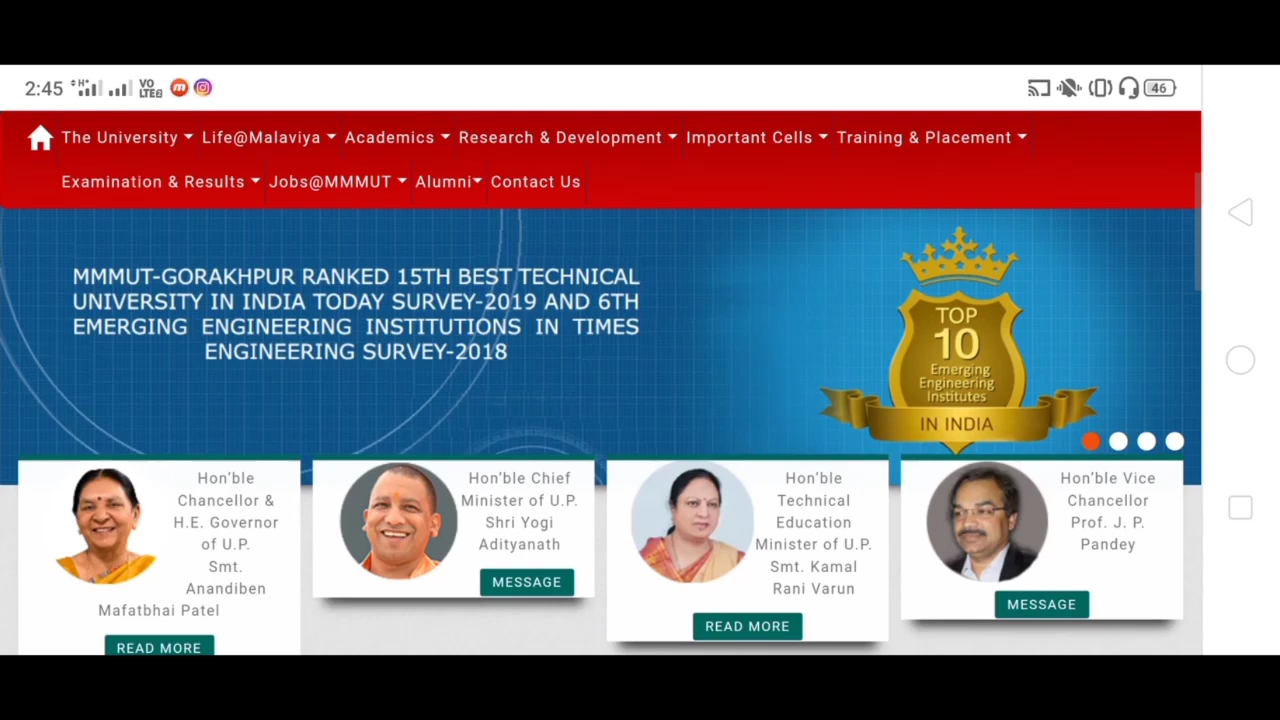 2:45 H+ VO LTE2 46
The University Life@Malaviya Academics Research & Development Important Cells Training & Placement
Examination & Results Jobs@MMMUT Alumni Contact Us
MMMUT-GORAKHPUR RANKED 15TH BEST TECHNICAL
UNIVERSITY IN INDIA TODAY SURVEY-2019 AND 6TH
EMERGING ENGINEERING INSTITUTIONS IN TIMES
ENGINEERING SURVEY-2018
TOP
10
Emerging
Engineering
Institutes
IN INDIA
Hon'ble
Chancellor &
H.E. Governor
of U.P.
Smt.
Anandiben
Mafatbhai Patel
READ MORE
Hon'ble Chief
Minister of U.P.
Shri Yogi
Adityanath
MESSAGE
Hon'ble
Technical
Education
Minister of U.P.
Smt. Kamal
Rani Varun
READ MORE
Hon'ble Vice
Chancellor
Prof. J. P.
Pandey
MESSAGE